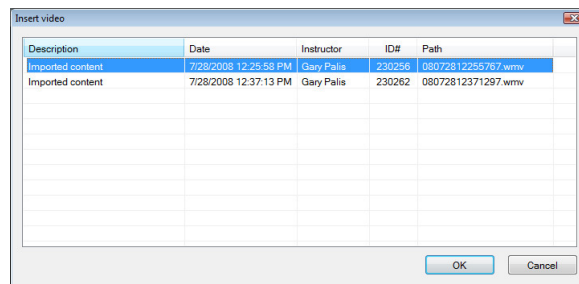 Insert video
Description Date Instructor ID# Path
Imported content 7/28/2008 12:25:58 PM Gary Palis 230256 08072812255767.wmv
Imported content 7/28/2008 12:37:13 PM Gary Palis 230262 08072812371297.wmv
OK Cancel